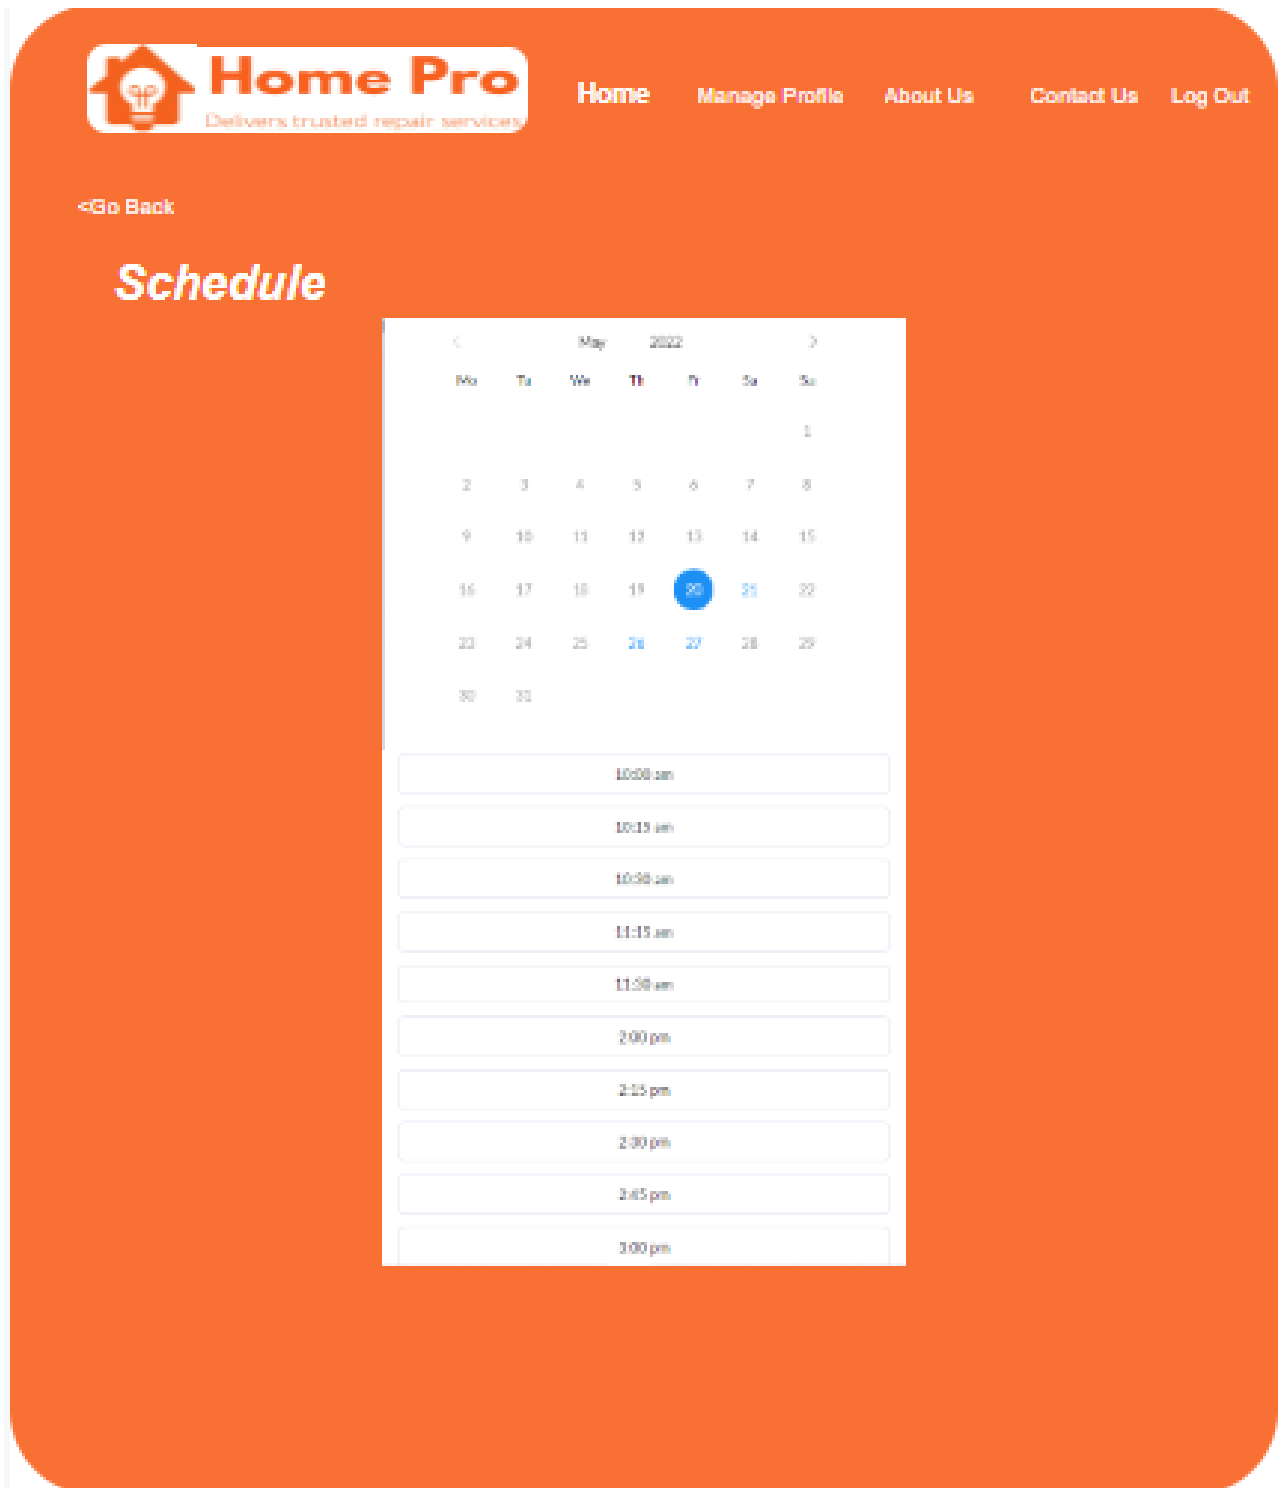 Home Pro
Delivers trusted repair services
Home Manage Profile About Us Contact Us Log Out
<Go Back
Schedule
< May 2022 >
Mo Tu We Th Fr Sa Su
1
2 3 4 5 6 7 8
9 10 11 12 13 14 15
16 17 18 19 20 21 22
23 24 25 26 27 28 29
30 31
10:00 am
10:15 am
10:30 am
11:15 am
11:30 am
2:00 pm
2:15 pm
2:30 pm
2:45 pm
3:00 pm